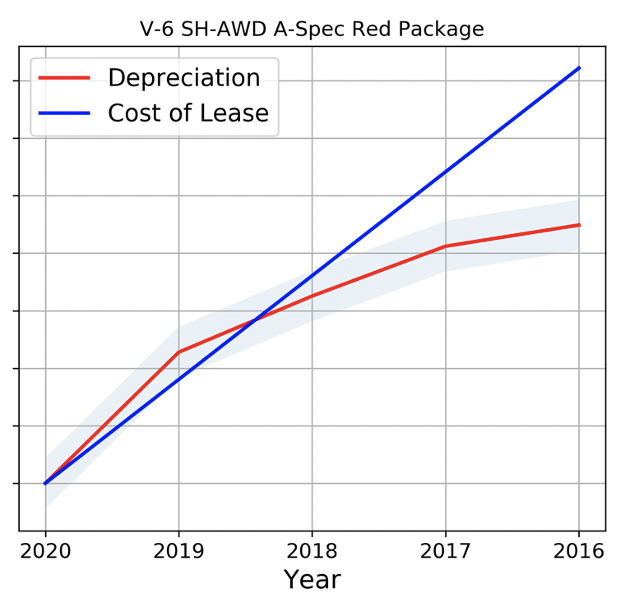 V-6 SH-AWD A-Spec Red Package
Depreciation
Cost of Lease
2020 2019 2018 2017 2016
Year